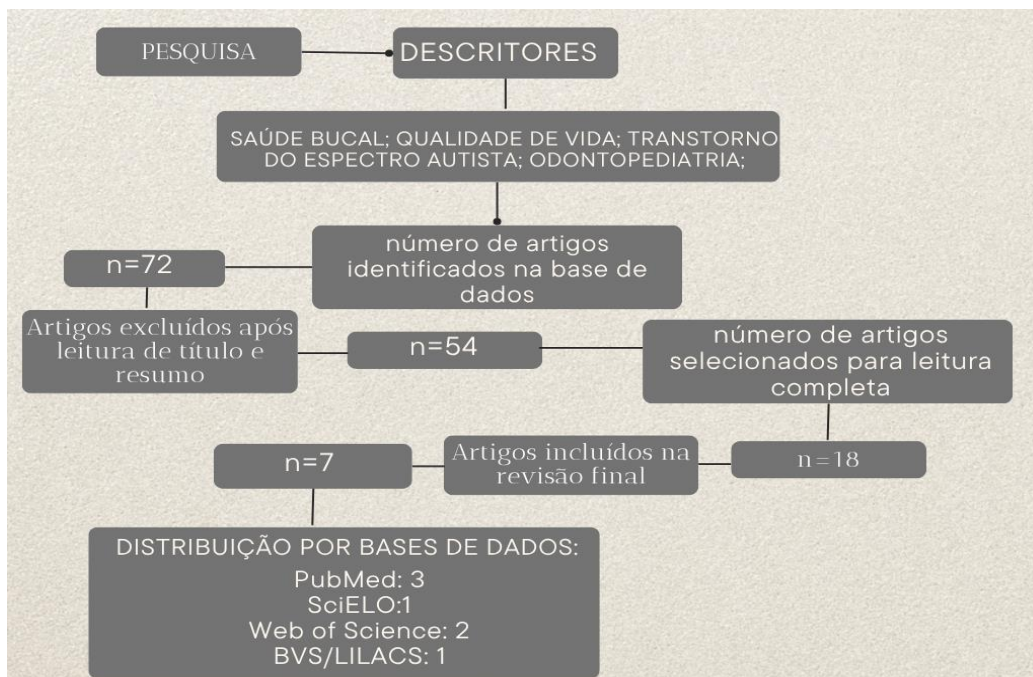 PESQUISA
DESCRITORES
SAÚDE BUCAL; QUALIDADE DE VIDA; TRANSTORNO
DO ESPECTRO AUTISTA; ODONTOPEDIATRIA;
número de artigos
identificados na base de
dados
n=72
Artigos excluídos após
leitura de título e
resumo
n=54
número de artigos
selecionados para leitura
completa
n=18
Artigos incluídos na
revisão final
n=7
DISTRIBUIÇÃO POR BASES DE DADOS:
PubMed: 3
SciELO:1
Web of Science: 2
BVS/LILACS: 1